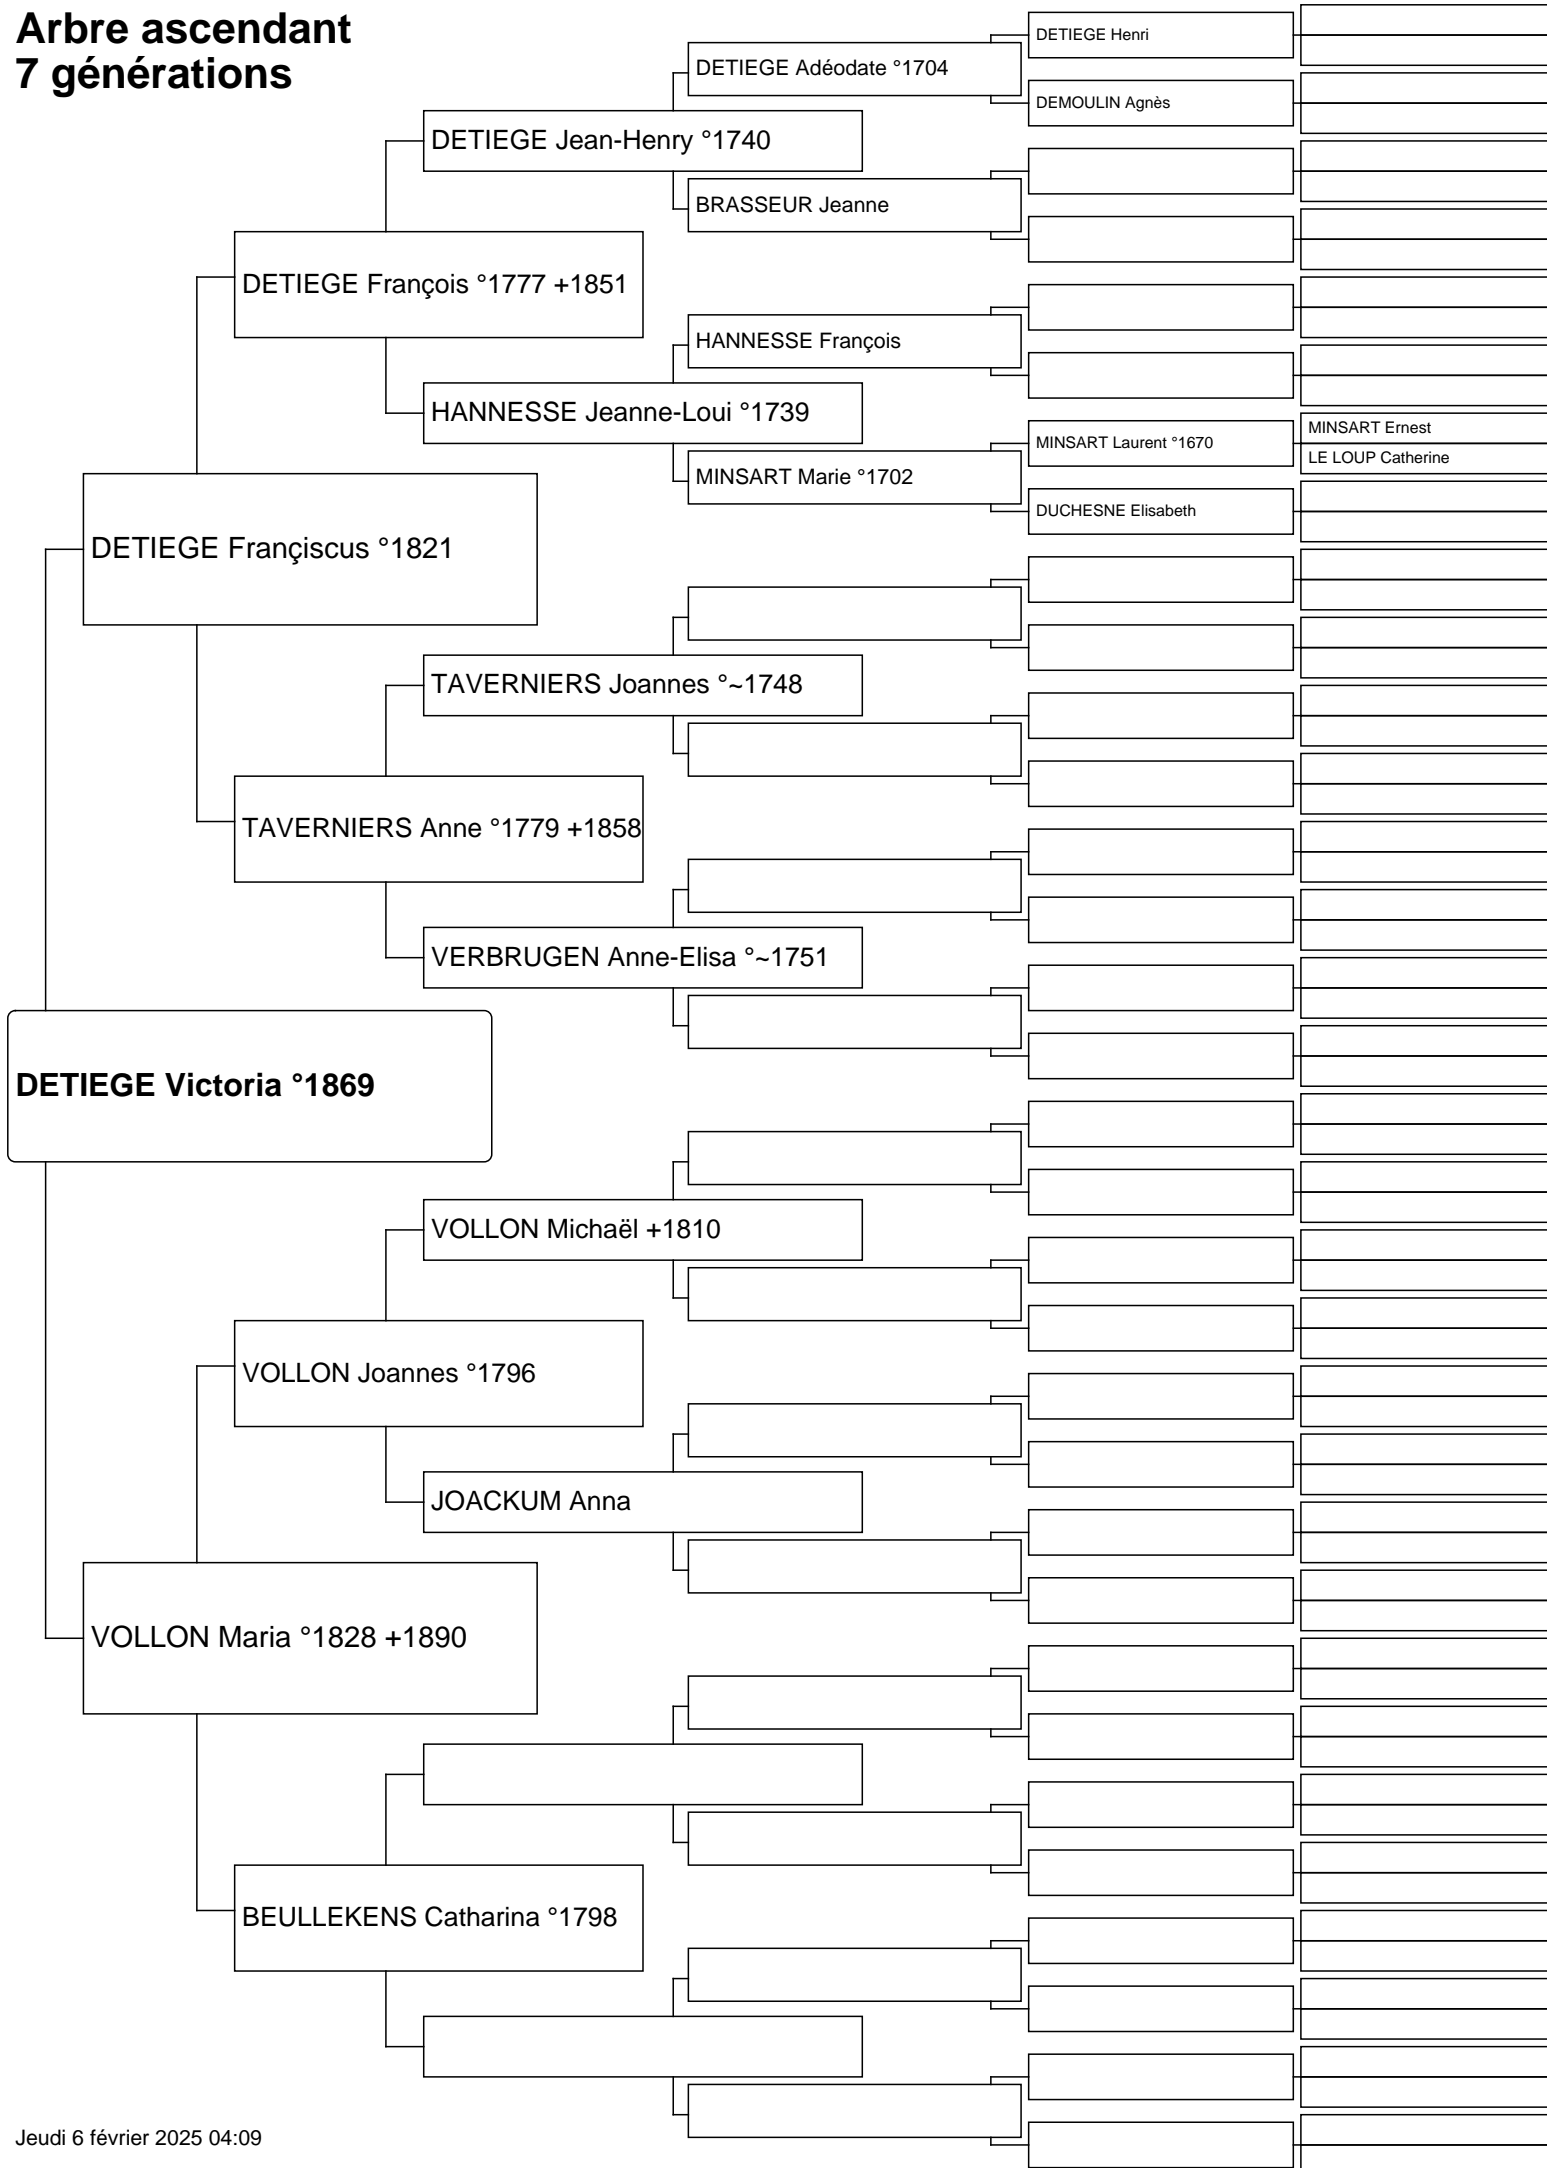 Arbre ascendant
7 générations
DETIEGE Henri
DETIEGE Adéodate °1704
DEMOULIN Agnès
DETIEGE Jean-Henry °1740
BRASSEUR Jeanne
DETIEGE François °1777 +1851
HANNESSE François
HANNESSE Jeanne-Loui °1739
MINSART Ernest
MINSART Laurent °1670
LE LOUP Catherine
MINSART Marie °1702
DUCHESNE Elisabeth
DETIEGE Françiscus °1821
TAVERNIERS Joannes °~1748
TAVERNIERS Anne °1779 +1858
VERBRUGEN Anne-Elisa °~1751
DETIEGE Victoria °1869
VOLLON Michaël +1810
VOLLON Joannes °1796
JOACKUM Anna
VOLLON Maria °1828 +1890
BEULLEKENS Catharina °1798
Jeudi 6 février 2025 04:09